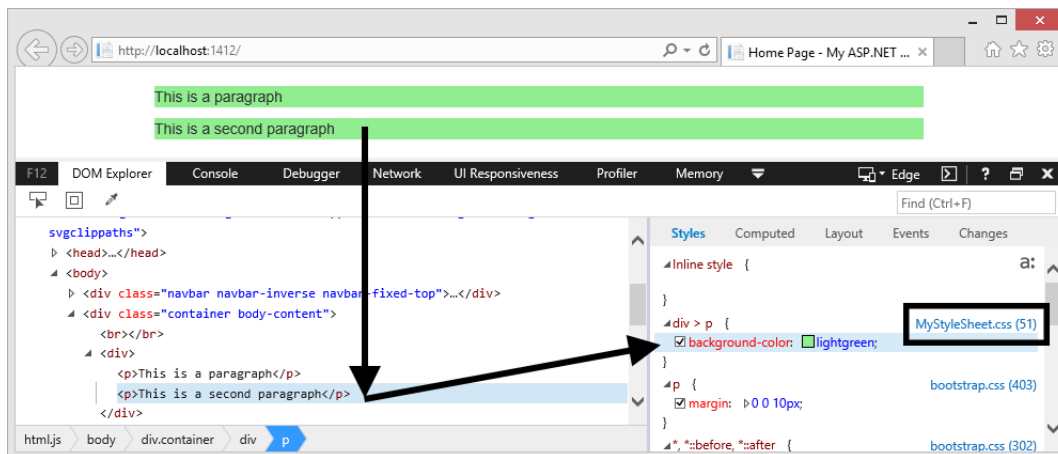 http://localhost:1412/
Home Page - My ASP.NET ...
This is a paragraph
This is a second paragraph
F12 DOM Explorer Console Debugger Network UI Responsiveness Profiler Memory Edge ?
Find (Ctrl+F)
svgclippaths">
<head>...</head>
<body>
<div class="navbar navbar-inverse navbar-fixed-top">...</div>
<div class="container body-content">
<br></br>
<div>
<p>This is a paragraph</p>
<p>This is a second paragraph</p>
</div>
html.js body div.container div p
Styles Computed Layout Events Changes
Inline style {
a:
}
div > p { MyStyleSheet.css (51)
background-color: lightgreen;
}
p { bootstrap.css (403)
margin: 0 0 10px;
}
*, *::before, *::after { bootstrap.css (302)